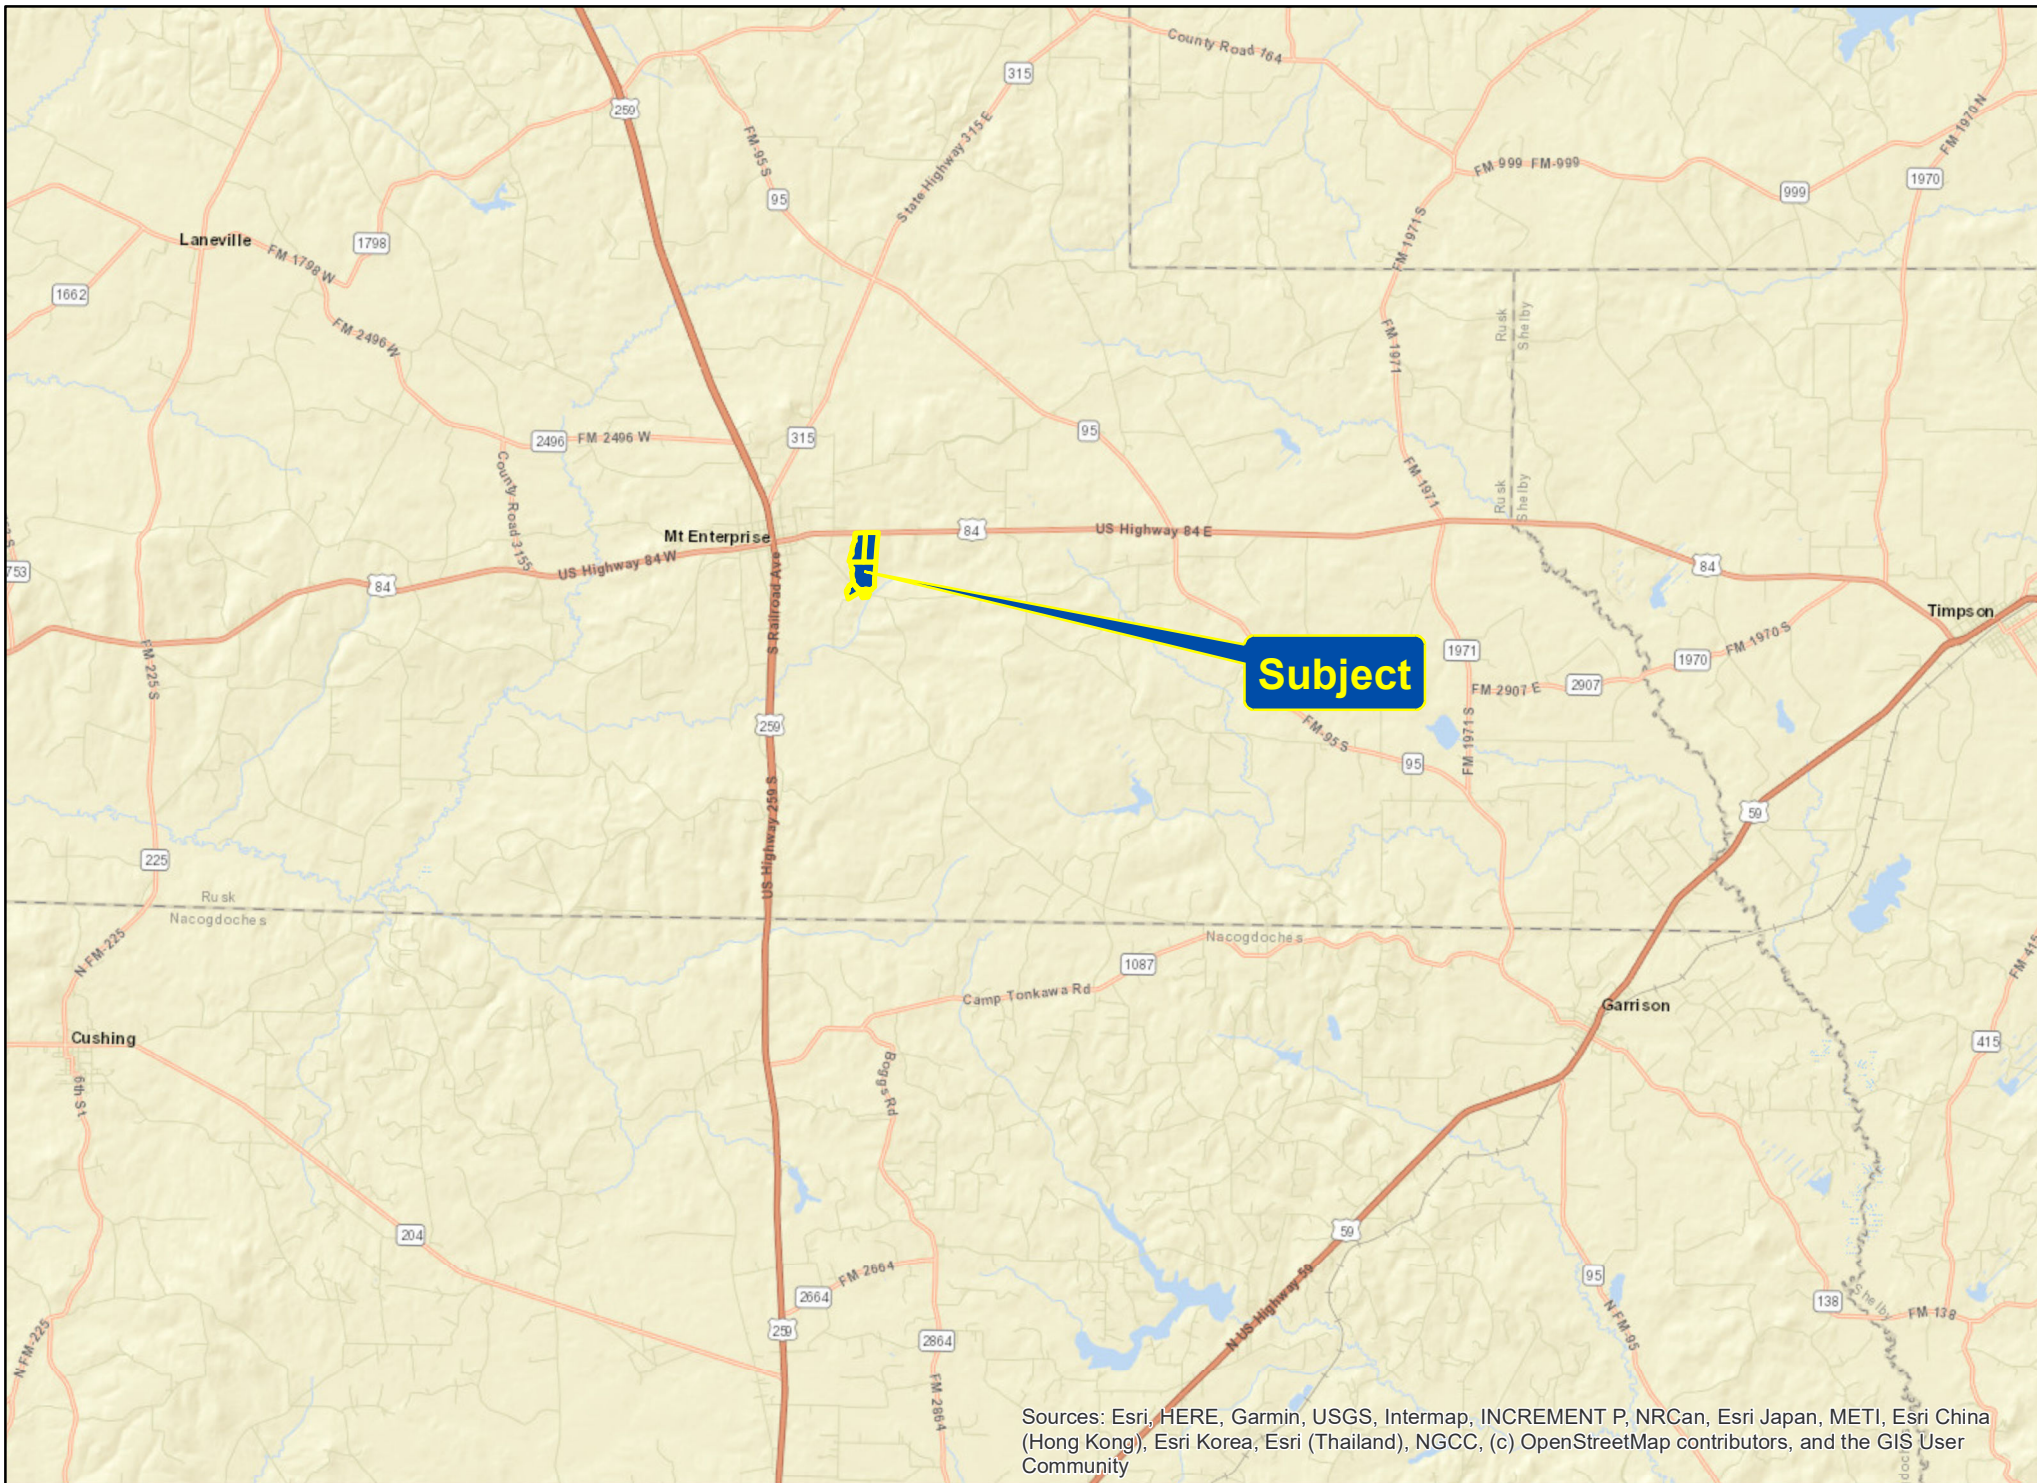 County Road 164
315
259
FM-95 S
State Highway 315 E
FM 1970 N
FM 999 FM-999
95
999
1970
Laneville
1798
FM 1798 W
FM 1971 S
1662
FM 2496 W
FM 1971
Rusk
Shelby
2496
FM 2496 W
315
95
County Road 3155
FM 1971
Rusk
Shelby
Mt Enterprise
84
US Highway 84 E
US Highway 84 W
84
84
753
S Railroad Ave
Timpson
FM 225 S
1971
1970
FM 1970 S
Subject
FM 2907 E
2907
259
FM-95 S
FM 1971 S
95
US Highway 259 S
59
225
Rusk
Nacogdoches
Nacogdoches
N FM-225
1087
FM 415
Camp Tonkawa Rd
Garrison
Cushing
415
6th St
Boggs Rd
204
59
FM 2664
95
2664
138
Shelby
FM 138
N US Highway 59
N FM-95
259
2864
N FM-225
FM 2864
Sources: Esri, HERE, Garmin, USGS, Intermap, INCREMENT P, NRCan, Esri Japan, METI, Esri China
(Hong Kong), Esri Korea, Esri (Thailand), NGCC, (c) OpenStreetMap contributors, and the GIS User
Community